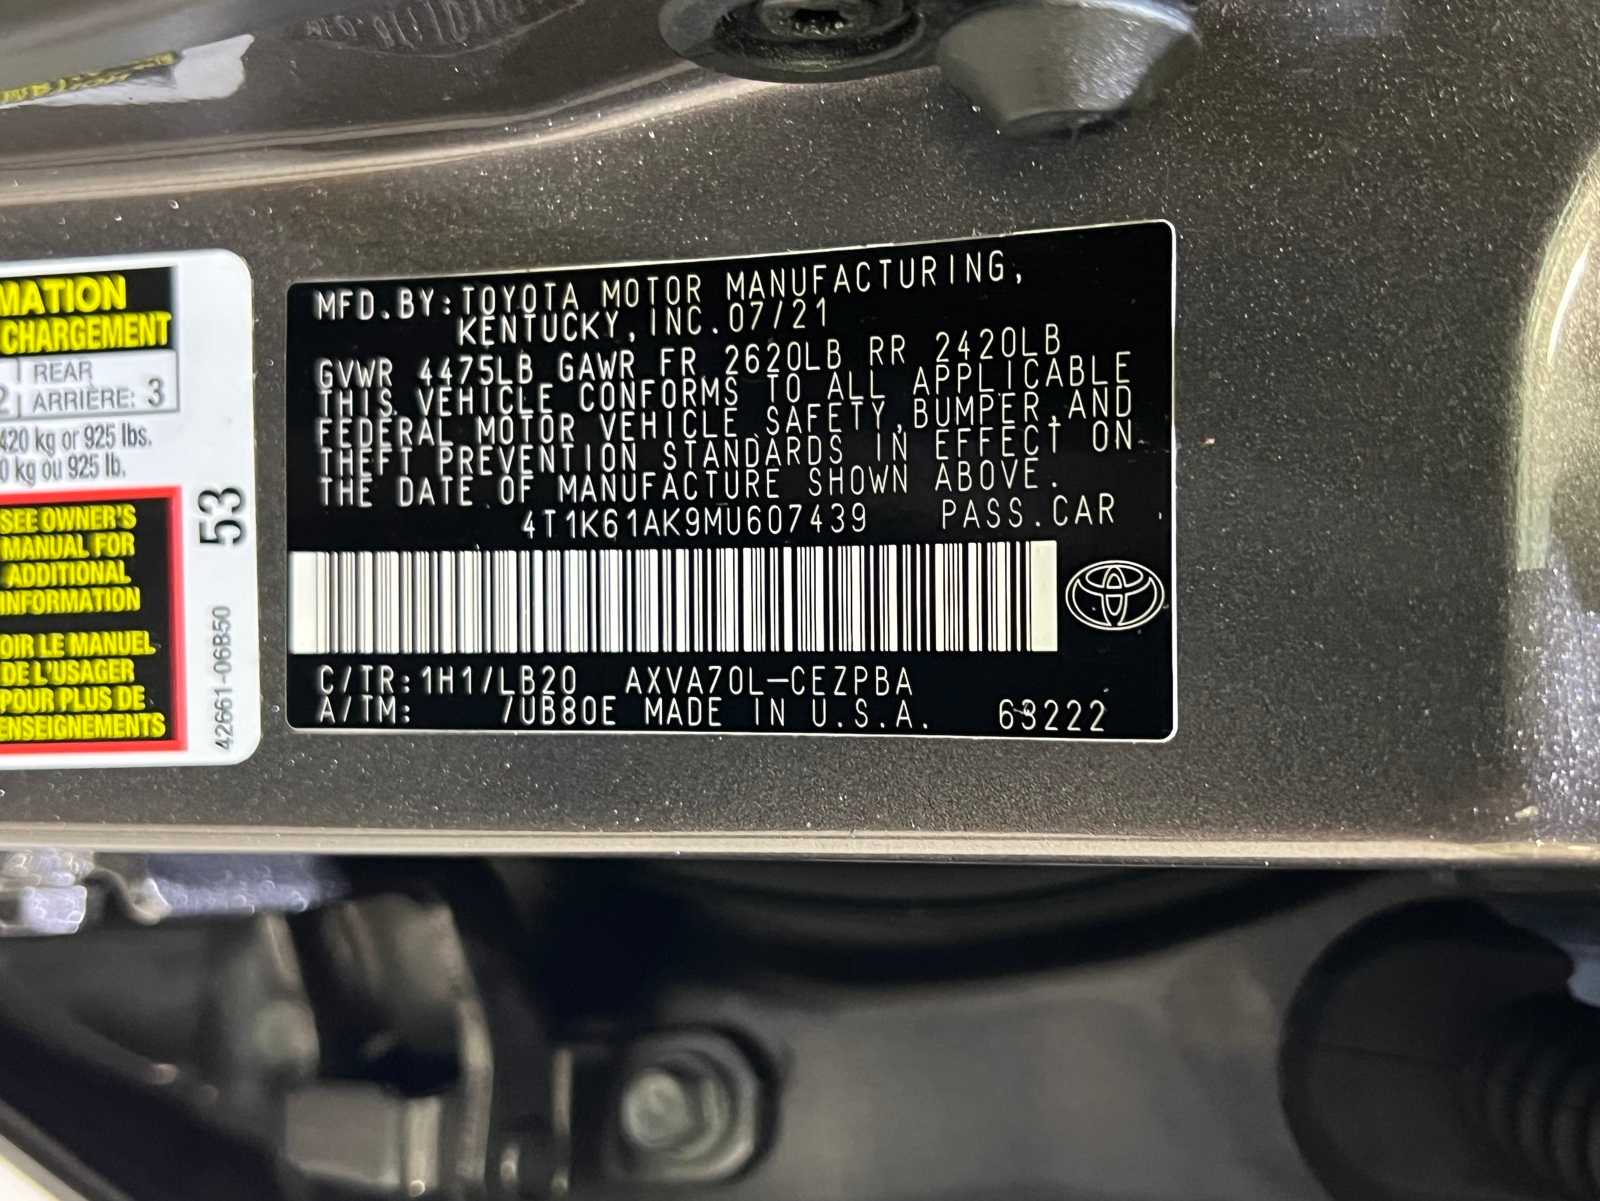 MATION
CHARGEMENT
REAR
2 ARRIÈRE: 3
420 kg or 925 lbs.
0 kg ou 925 lb.
SEE OWNER'S
MANUAL FOR
ADDITIONAL
INFORMATION
OIR LE MANUEL
DE L'USAGER
POUR PLUS DE
ENSEIGNEMENTS
53
42661-06B50
MFD.BY:TOYOTA MOTOR MANUFACTURING,
KENTUCKY,INC.07/21
GVWR 4475LB GAWR FR 2620LB RR 2420LB
THIS VEHICLE CONFORMS TO ALL APPLICABLE
FEDERAL MOTOR VEHICLE SAFETY,BUMPER,AND
THEFT PREVENTION STANDARDS IN EFFECT ON
THE DATE OF MANUFACTURE SHOWN ABOVE.
4T1K61AK9MU607439 PASS.CAR
C/TR:1H1/LB20 AXVA70L-CEZPBA
A/TM: 7UB80E MADE IN U.S.A. 63222